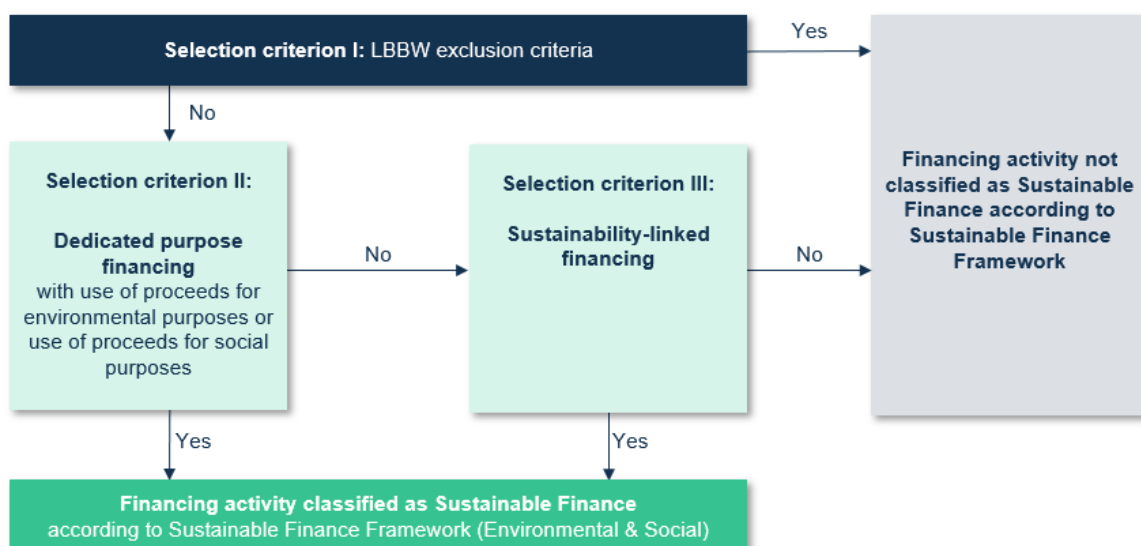 Selection criterion I: LBBW exclusion criteria
Yes
No
Selection criterion II:
Dedicated purpose
financing
with use of proceeds for
environmental purposes or
use of proceeds for social
purposes
No
Selection criterion III:
Sustainability-linked
financing
No
Financing activity not
classified as Sustainable
Finance according to
Sustainable Finance
Framework
Yes
Yes
Financing activity classified as Sustainable Finance
according to Sustainable Finance Framework (Environmental & Social)